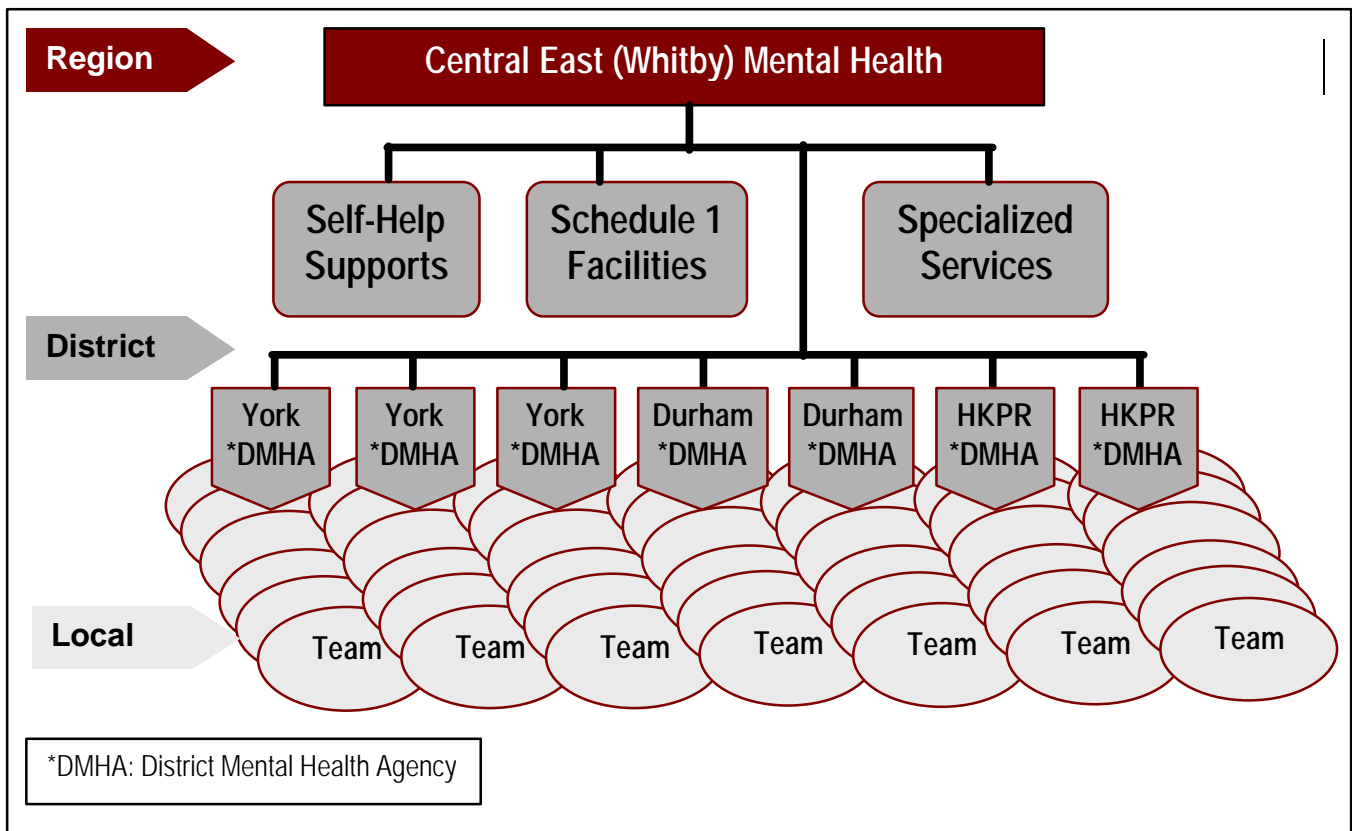 Region
Central East (Whitby) Mental Health
Self-Help
Supports
Schedule 1
Facilities
Specialized
Services
District
York
*DMHA
York
*DMHA
York
*DMHA
Durham
*DMHA
Durham
*DMHA
HKPR
*DMHA
HKPR
*DMHA
Local
Team
Team
Team
Team
Team
Team
Team
*DMHA: District Mental Health Agency